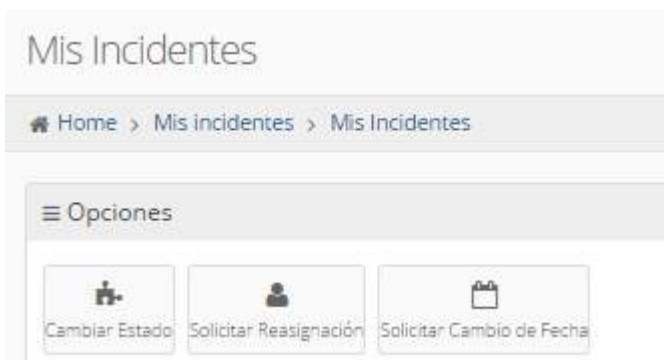 Mis Incidentes
Home > Mis incidentes > Mis Incidentes
Opciones
Cambiar Estado Solicitar Reasignación Solicitar Cambio de Fecha